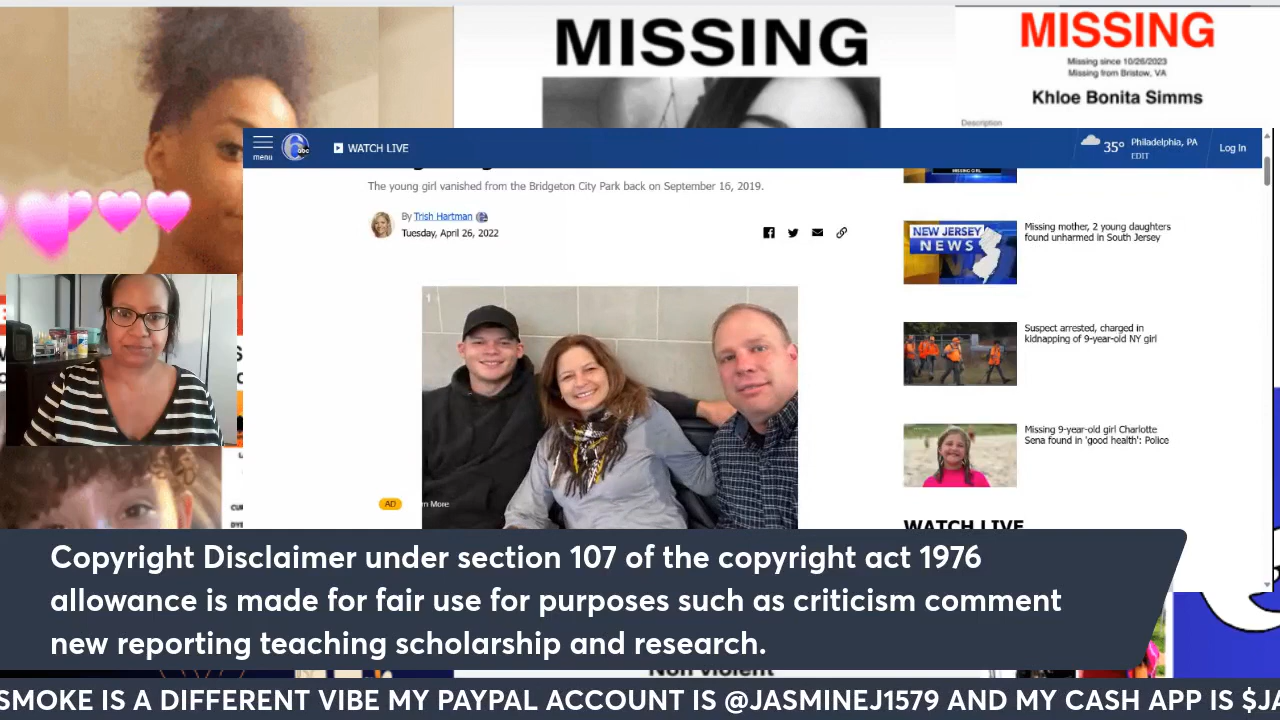 MISSING
MISSING
Missing since 10/26/2023
Missing from Bristow, VA
Khloe Bonita Simms
Description
menu
6abc
WATCH LIVE
35°
Philadelphia, PA
EDIT
Log In
The young girl vanished from the Bridgeton City Park back on September 16, 2019.
By Trish Hartman
Tuesday, April 26, 2022
MISSING GIRL
NEW JERSEY
NEWS
Missing mother, 2 young daughters
found unharmed in South Jersey
Suspect arrested, charged in
kidnapping of 9-year-old NY girl
Missing 9-year-old girl Charlotte
Sena found in 'good health': Police
AD
n More
WATCH LIVE
Copyright Disclaimer under section 107 of the copyright act 1976
allowance is made for fair use for purposes such as criticism comment
new reporting teaching scholarship and research.
Non violent
SMOKE IS A DIFFERENT VIBE MY PAYPAL ACCOUNT IS @JASMINEJ1579 AND MY CASH APP IS $JA